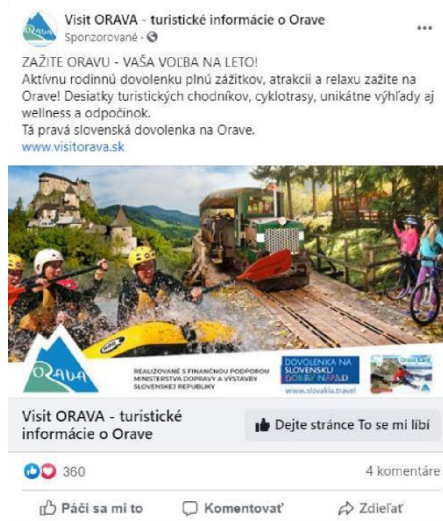 Visit ORAVA - turistické informácie o Orave
Sponzorované ·
ZAŽITE ORAVU - VAŠA VOĽBA NA LETO!
Aktívnu rodinnú dovolenku plnú zážitkov, atrakcii a relaxu zažite na
Orave! Desiatky turistických chodníkov, cyklotrasy, unikátne výhľady aj
wellness a odpočinok.
Tá pravá slovenská dovolenka na Orave.
www.visitorava.sk
ORAVA
REALIZOVANÉ S FINANČNOU PODPOROU
MINISTERSTVA DOPRAVY A VÝSTAVBY
SLOVENSKEJ REPUBLIKY
DOVOLENKA NA
SLOVENSKU
DOBRÝ NÁPAD
www.slovakia.travel
Visit ORAVA - turistické
informácie o Orave
Dejte stránce To se mi líbí
360
4 komentáre
Páči sa mi to
Komentovať
Zdieľať